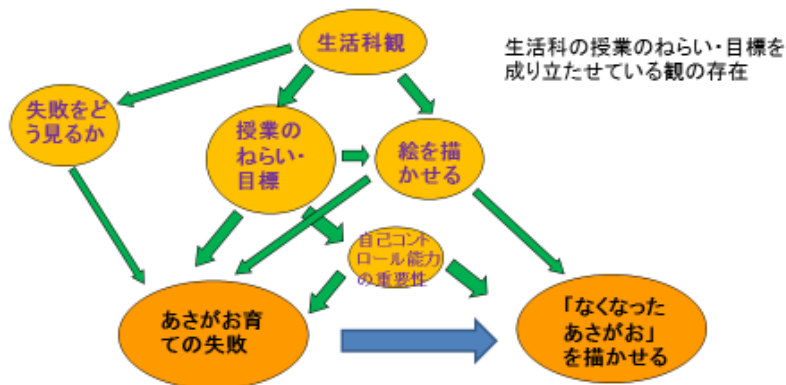 生活科観
生活科の授業のねらい・目標を
成り立たせている観の存在
失敗をど
う見るか
授業の
ねらい・
目標
絵を描
かせる
自己コント
ロール能力
の重要性
あさがお育
ての失敗
「なくなった
あさがお」
を描かせる